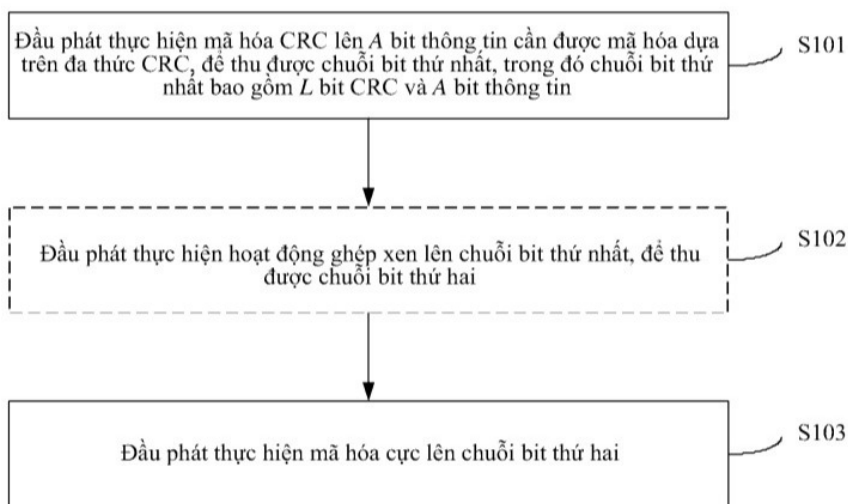 Đầu phát thực hiện mã hóa CRC lên A bit thông tin cần được mã hóa dựa
trên đa thức CRC, để thu được chuỗi bit thứ nhất, trong đó chuỗi bit thứ
nhất bao gồm L bit CRC và A bit thông tin
S101
Đầu phát thực hiện hoạt động ghép xen lên chuỗi bit thứ nhất, để thu
được chuỗi bit thứ hai
S102
Đầu phát thực hiện mã hóa cực lên chuỗi bit thứ hai
S103